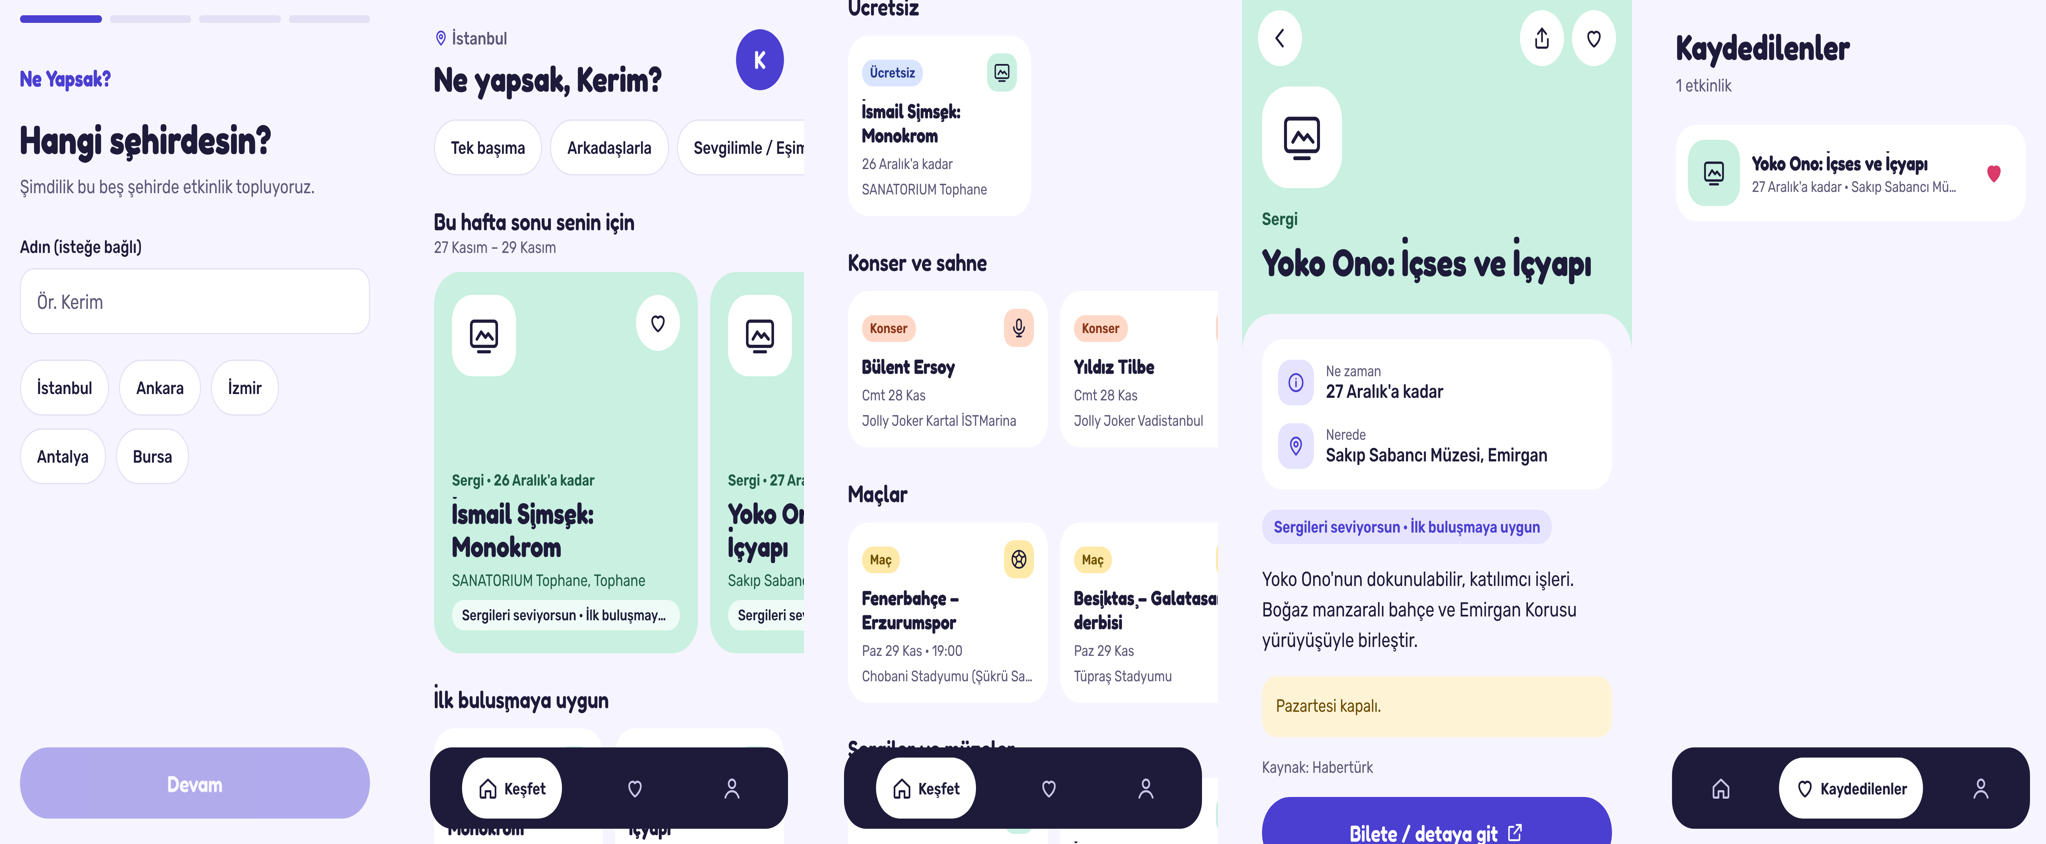 Ne Yapsak?
Hangi şehirdesin?
Şimdilik bu beş şehirde etkinlik topluyoruz.
Adın (isteğe bağlı)
Ör. Kerim
İstanbul
Ankara
İzmir
Antalya
Bursa
Devam
İstanbul
K
Ne yapsak, Kerim?
Tek başıma
Arkadaşlarla
Sevgilimle / Eşim
Bu hafta sonu senin için
27 Kasım – 29 Kasım
Sergi • 26 Aralık'a kadar
İsmail Şimşek:
Monokrom
SANATORIUM Tophane, Tophane
Sergileri seviyorsun • İlk buluşmay...
Sergi • 27 Ara
Yoko On
İçyapı
Sakıp Sabanc
Sergileri sev
İlk buluşmaya uygun
Monokrom
İçyapı
Keşfet
Ücretsiz
Ücretsiz
İsmail Şimşek:
Monokrom
26 Aralık'a kadar
SANATORIUM Tophane
Konser ve sahne
Konser
Bülent Ersoy
Cmt 28 Kas
Jolly Joker Kartal İSTMarina
Konser
Yıldız Tilbe
Cmt 28 Kas
Jolly Joker Vadistanbul
Maçlar
Maç
Fenerbahçe –
Erzurumspor
Paz 29 Kas • 19:00
Chobani Stadyumu (Şükrü Sa...
Maç
Beşiktaş – Galatasar
derbisi
Paz 29 Kas
Tüpraş Stadyumu
Sergiler ve müzeler
Keşfet
Sergi
Yoko Ono: İçses ve İçyapı
Ne zaman
27 Aralık'a kadar
Nerede
Sakıp Sabancı Müzesi, Emirgan
Sergileri seviyorsun • İlk buluşmaya uygun
Yoko Ono'nun dokunulabilir, katılımcı işleri.
Boğaz manzaralı bahçe ve Emirgan Korusu
yürüyüşüyle birleştir.
Pazartesi kapalı.
Kaynak: Habertürk
Bilete / detaya git
Kaydedilenler
1 etkinlik
Yoko Ono: İçses ve İçyapı
27 Aralık'a kadar • Sakıp Sabancı Mü...
Kaydedilenler